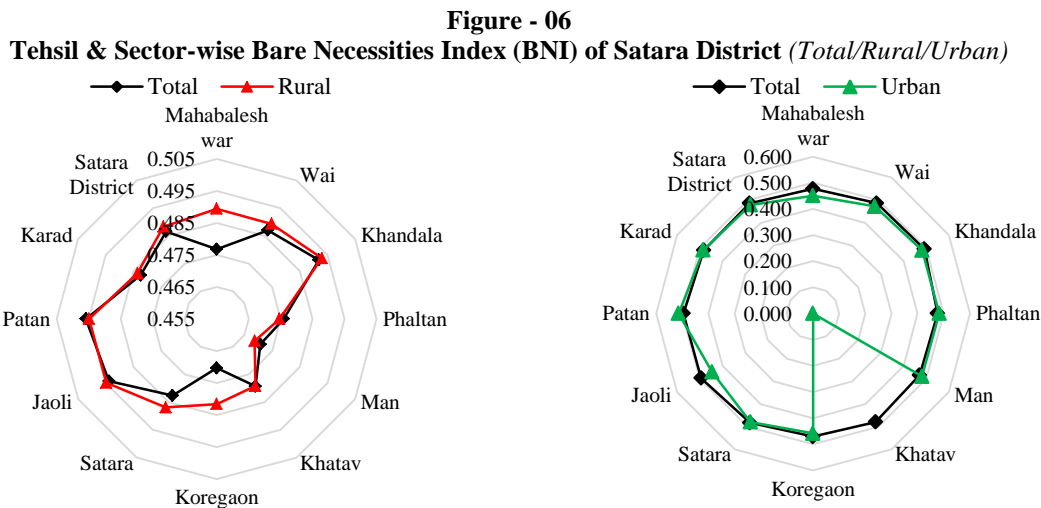 Figure - 06
Tehsil & Sector-wise Bare Necessities Index (BNI) of Satara District (Total/Rural/Urban)
Total Rural
Mahabalesh
war
Wai
Khandala
Phaltan
Man
Khatav
Koregaon
Satara
Jaoli
Patan
Karad
Satara
District
0.505
0.495
0.485
0.475
0.465
0.455
Total Urban
Mahabalesh
war
Wai
Khandala
Phaltan
Man
Khatav
Koregaon
Satara
Jaoli
Patan
Karad
Satara
District
0.600
0.500
0.400
0.300
0.200
0.100
0.000